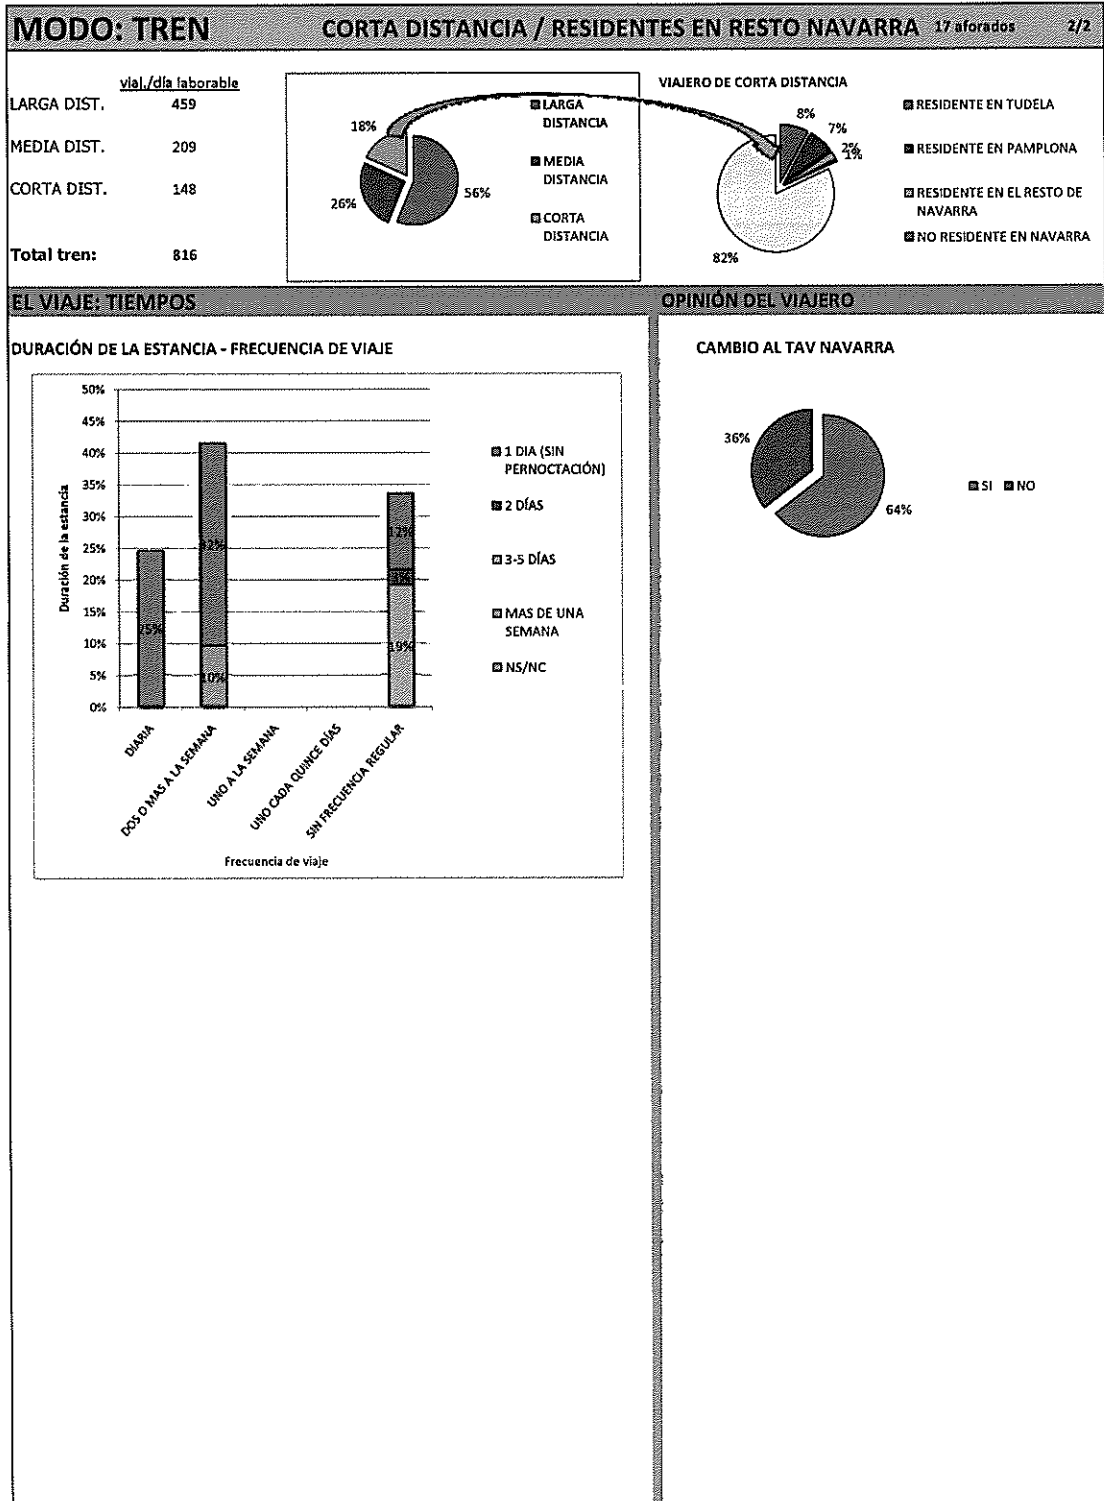 MODO: TREN CORTA DISTANCIA / RESIDENTES EN RESTO NAVARRA 17 aforados 2/2
viaj./día laborable
LARGA DIST. 459
MEDIA DIST. 209
CORTA DIST. 148
Total tren: 816
18%
26%
56%
LARGA
DISTANCIA
MEDIA
DISTANCIA
CORTA
DISTANCIA
VIAJERO DE CORTA DISTANCIA
8%
7%
2%
1%
82%
RESIDENTE EN TUDELA
RESIDENTE EN PAMPLONA
RESIDENTE EN EL RESTO DE
NAVARRA
NO RESIDENTE EN NAVARRA
EL VIAJE: TIEMPOS
OPINIÓN DEL VIAJERO
DURACIÓN DE LA ESTANCIA - FRECUENCIA DE VIAJE
50%
45%
40%
35%
30%
25%
20%
15%
10%
5%
0%
Duración de la estancia
25%
32%
10%
12%
19%
DIARIA
DOS O MAS A LA SEMANA
UNO A LA SEMANA
UNO CADA QUINCE DÍAS
SIN FRECUENCIA REGULAR
Frecuencia de viaje
1 DIA (SIN
PERNOCTACIÓN)
2 DÍAS
3-5 DÍAS
MAS DE UNA
SEMANA
NS/NC
CAMBIO AL TAV NAVARRA
36%
64%
SI NO